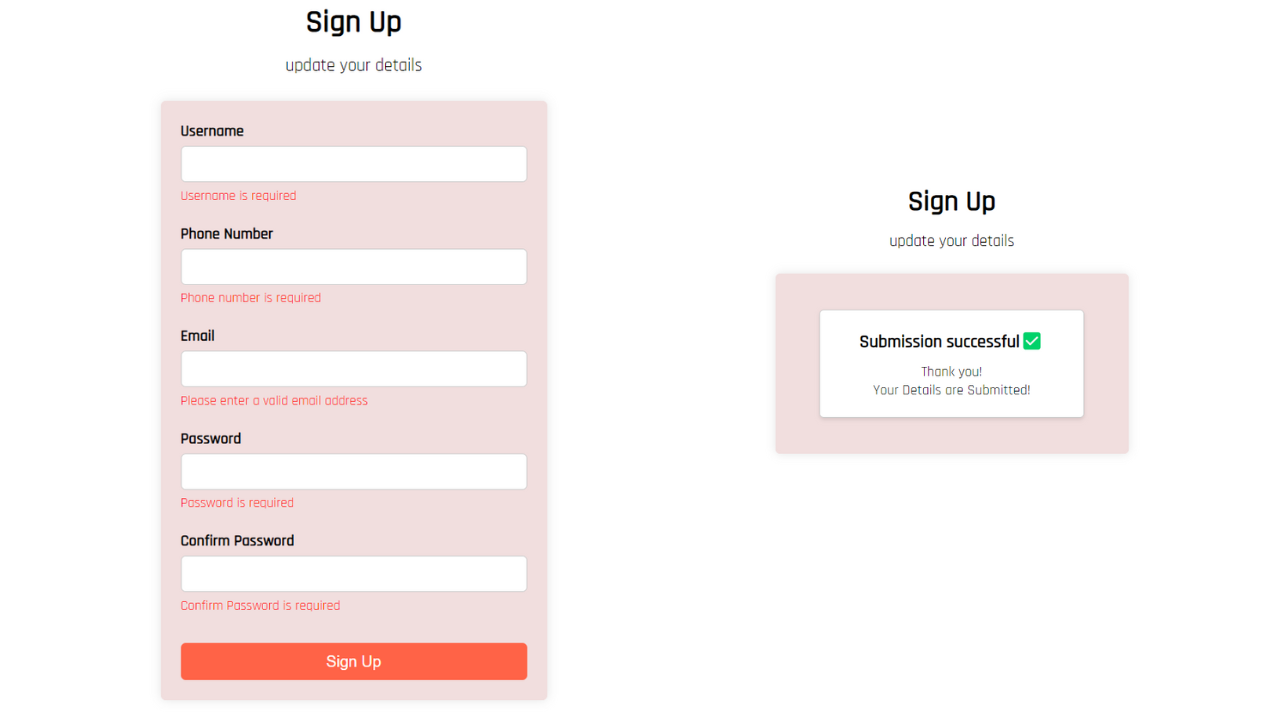 Sign Up
update your details
Username
Username is required
Phone Number
Phone number is required
Email
Please enter a valid email address
Password
Password is required
Confirm Password
Confirm Password is required
Sign Up
Sign Up
update your details
Submission successful ✅
Thank you!
Your Details are Submitted!